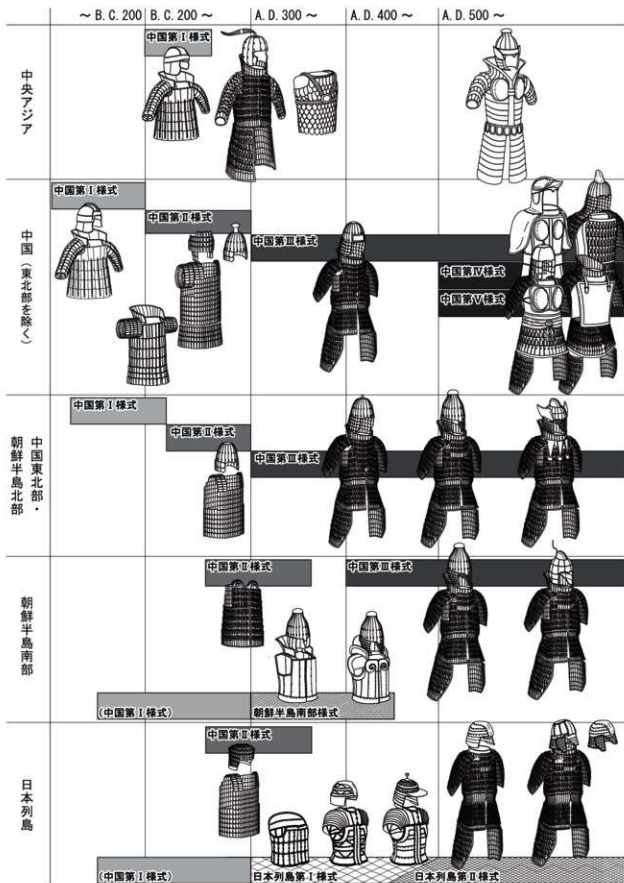 ～ B. C. 200
B. C. 200 ～
A. D. 300 ～
A. D. 400 ～
A. D. 500 ～
中央アジア
中国第Ⅰ様式
中国（東北部を除く）
中国第Ⅰ様式
中国第Ⅱ様式
中国第Ⅲ様式
中国第Ⅳ様式
中国第Ⅴ様式
中国東北部・
朝鮮半島北部
中国第Ⅰ様式
中国第Ⅱ様式
中国第Ⅲ様式
朝鮮半島南部
中国第Ⅱ様式
中国第Ⅲ様式
(中国第Ⅰ様式)
朝鮮半島南部様式
日本列島
中国第Ⅱ様式
(中国第Ⅰ様式)
日本列島第Ⅰ様式
日本列島第Ⅱ様式